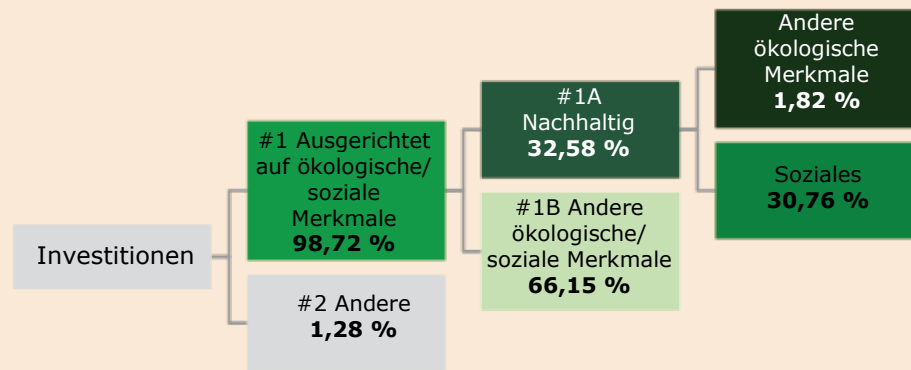 Investitionen
#1 Ausgerichtet
auf ökologische/
soziale
Merkmale
98,72 %
#2 Andere
1,28 %
#1A
Nachhaltig
32,58 %
#1B Andere
ökologische/
soziale Merkmale
66,15 %
Andere
ökologische
Merkmale
1,82 %
Soziales
30,76 %